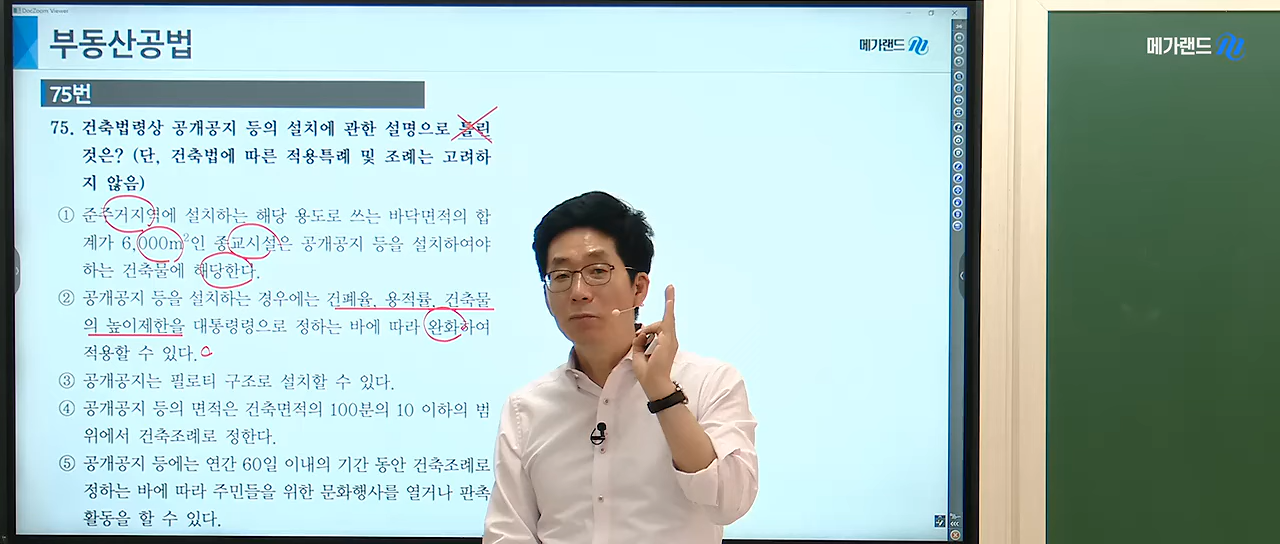 DocZoom Viewer
부동산공법
메가랜드
메가랜드
75번
75. 건축법령상 공개공지 등의 설치에 관한 설명으로 틀린
것은? (단, 건축법에 따른 적용특례 및 조례는 고려하
지 않음)
① 준주거지역에 설치하는 해당 용도로 쓰는 바닥면적의 합
계가 6,000m²인 종교시설은 공개공지 등을 설치하여야
하는 건축물에 해당한다.
② 공개공지 등을 설치하는 경우에는 건폐율, 용적률, 건축물
의 높이제한을 대통령령으로 정하는 바에 따라 완화하여
적용할 수 있다.
③ 공개공지는 필로티 구조로 설치할 수 있다.
④ 공개공지 등의 면적은 건축면적의 100분의 10 이하의 범
위에서 건축조례로 정한다.
⑤ 공개공지 등에는 연간 60일 이내의 기간 동안 건축조례로
정하는 바에 따라 주민들을 위한 문화행사를 열거나 판촉
활동을 할 수 있다.